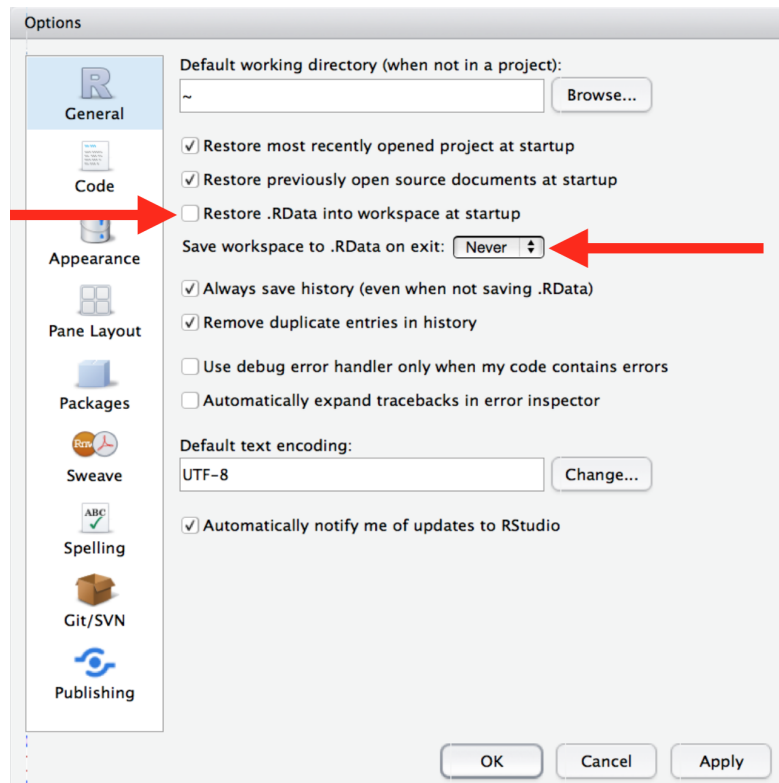 Options
General
Code
Appearance
Pane Layout
Packages
Sweave
Spelling
Git/SVN
Publishing
Default working directory (when not in a project):
~
Browse...
Restore most recently opened project at startup
Restore previously open source documents at startup
Restore .RData into workspace at startup
Save workspace to .RData on exit: Never
Always save history (even when not saving .RData)
Remove duplicate entries in history
Use debug error handler only when my code contains errors
Automatically expand tracebacks in error inspector
Default text encoding:
UTF-8
Change...
Automatically notify me of updates to RStudio
OK
Cancel
Apply
R
Rnw
ABC